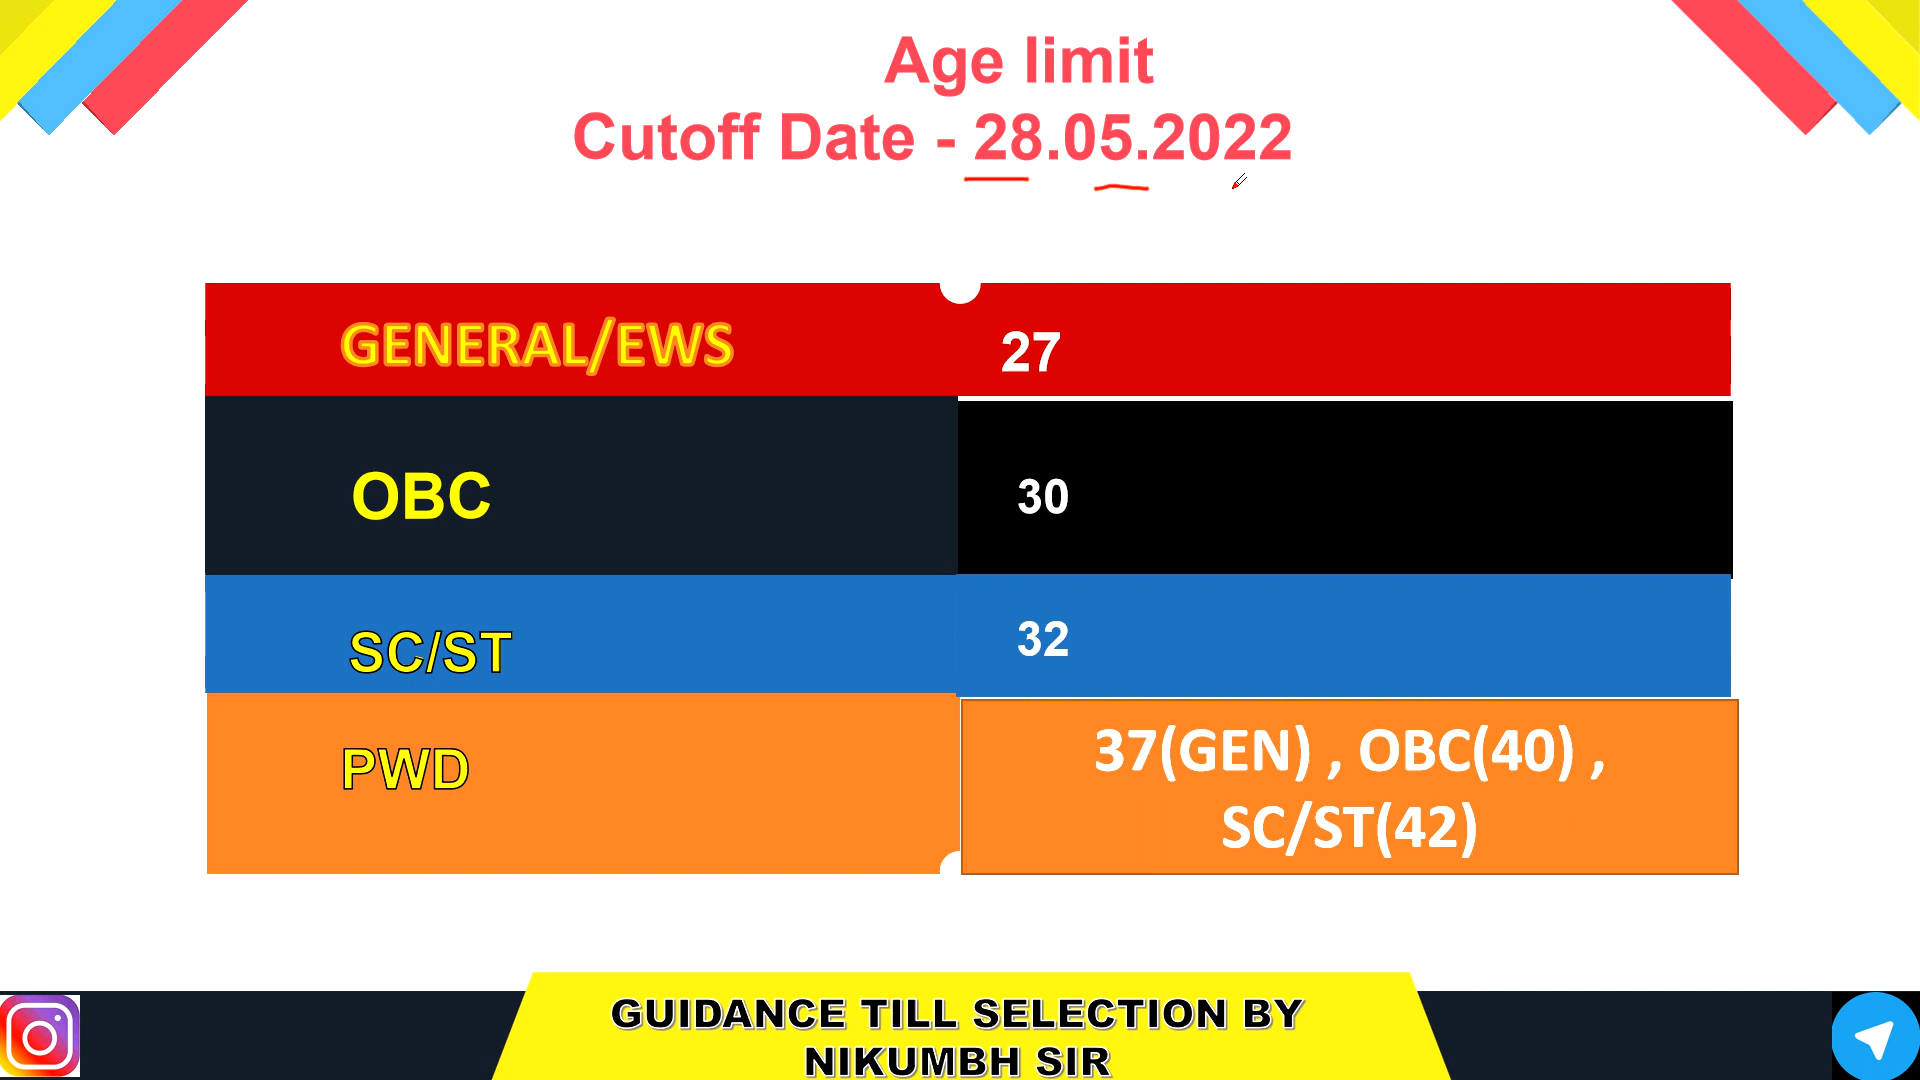 Age limit
Cutoff Date - 28.05.2022
GENERAL/EWS 27
OBC 30
SC/ST 32
PWD 37(GEN) , OBC(40) ,
SC/ST(42)
GUIDANCE TILL SELECTION BY
NIKUMBH SIR